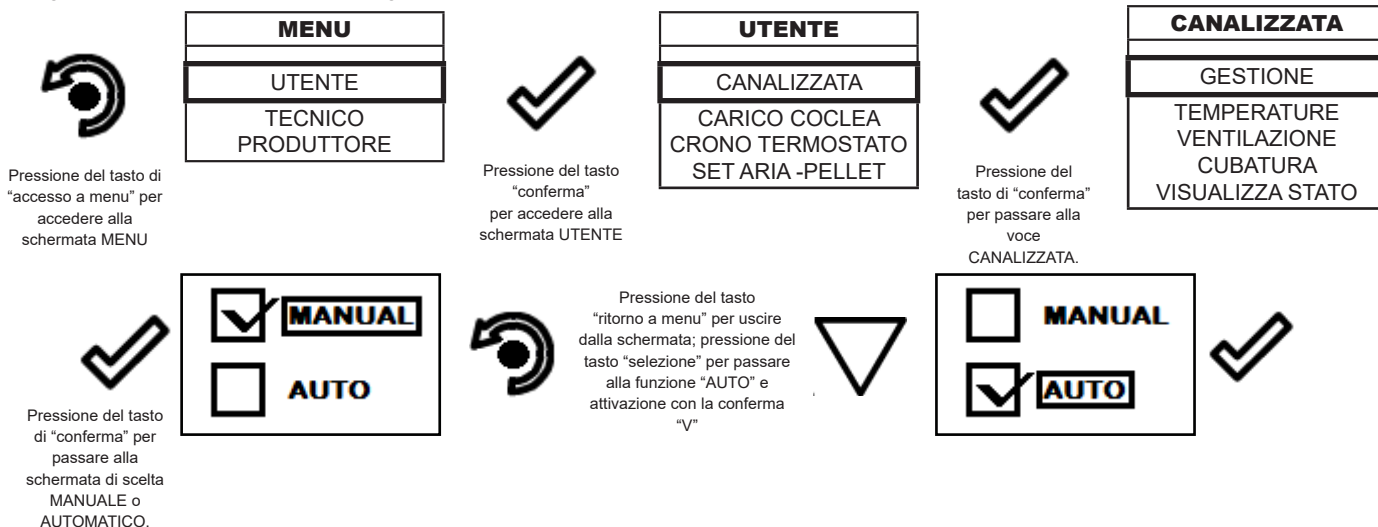 MENU
UTENTE
TECNICO
PRODUTTORE
Pressione del tasto di
“accesso a menu” per
accedere alla
schermata MENU
UTENTE
CANALIZZATA
CARICO COCLEA
CRONO TERMOSTATO
SET ARIA -PELLET
Pressione del tasto
“conferma”
per accedere alla
schermata UTENTE
CANALIZZATA
GESTIONE
TEMPERATURE
VENTILAZIONE
CUBATURA
VISUALIZZA STATO
Pressione del
tasto di “conferma”
per passare alla
voce
CANALIZZATA.
MANUAL
AUTO
Pressione del tasto
di “conferma” per
passare alla
schermata di scelta
MANUALE o
AUTOMATICO.
Pressione del tasto
“ritorno a menu” per uscire
dalla schermata; pressione del
tasto “selezione” per passare
alla funzione “AUTO” e
attivazione con la conferma
“V”
MANUAL
AUTO